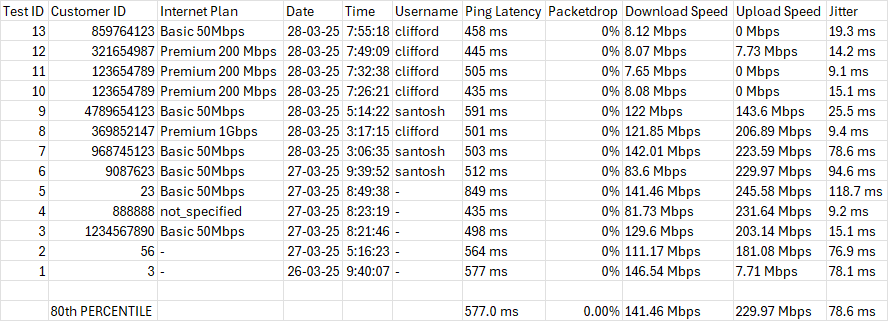 Test ID Customer ID Internet Plan Date Time Username Ping Latency Packetdrop Download Speed Upload Speed Jitter
13 859764123 Basic 50Mbps 28-03-25 7:55:18 clifford 458 ms 0% 8.12 Mbps 0 Mbps 19.3 ms
12 321654987 Premium 200 Mbps 28-03-25 7:49:09 clifford 445 ms 0% 8.07 Mbps 7.73 Mbps 14.2 ms
11 123654789 Premium 200 Mbps 28-03-25 7:32:38 clifford 505 ms 0% 7.65 Mbps 0 Mbps 9.1 ms
10 123654789 Premium 200 Mbps 28-03-25 7:26:21 clifford 435 ms 0% 8.08 Mbps 0 Mbps 15.1 ms
9 4789654123 Basic 50Mbps 28-03-25 5:14:22 santosh 591 ms 0% 122 Mbps 143.6 Mbps 25.5 ms
8 369852147 Premium 1Gbps 28-03-25 3:17:15 clifford 501 ms 0% 121.85 Mbps 206.89 Mbps 9.4 ms
7 968745123 Basic 50Mbps 28-03-25 3:06:35 santosh 503 ms 0% 142.01 Mbps 223.59 Mbps 78.6 ms
6 9087623 Basic 50Mbps 27-03-25 9:39:52 santosh 512 ms 0% 83.6 Mbps 229.97 Mbps 94.6 ms
5 23 Basic 50Mbps 27-03-25 8:49:38 - 849 ms 0% 141.46 Mbps 245.58 Mbps 118.7 ms
4 888888 not_specified 27-03-25 8:23:19 - 435 ms 0% 81.73 Mbps 231.64 Mbps 9.2 ms
3 1234567890 Basic 50Mbps 27-03-25 8:21:46 - 498 ms 0% 129.6 Mbps 203.14 Mbps 15.1 ms
2 56 - 27-03-25 5:16:23 - 564 ms 0% 111.17 Mbps 181.08 Mbps 76.9 ms
1 3 - 26-03-25 9:40:07 - 577 ms 0% 146.54 Mbps 7.71 Mbps 78.1 ms
80th PERCENTILE 577.0 ms 0.00% 141.46 Mbps 229.97 Mbps 78.6 ms